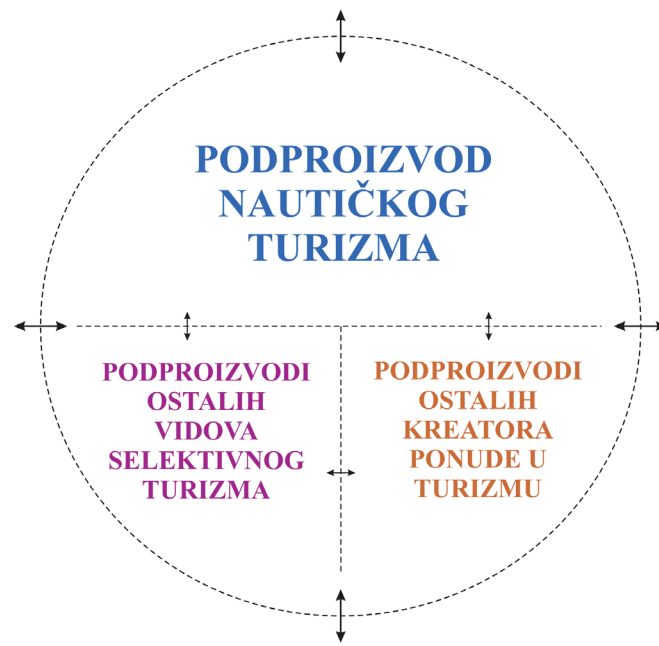 PODPROIZVOD
NAUTIČKOG
TURIZMA
PODPROIZVODI
OSTALIH
VIDOVA
SELEKTIVNOG
TURIZMA
PODPROIZVODI
OSTALIH
KREATORA
PONUDE U
TURIZMU